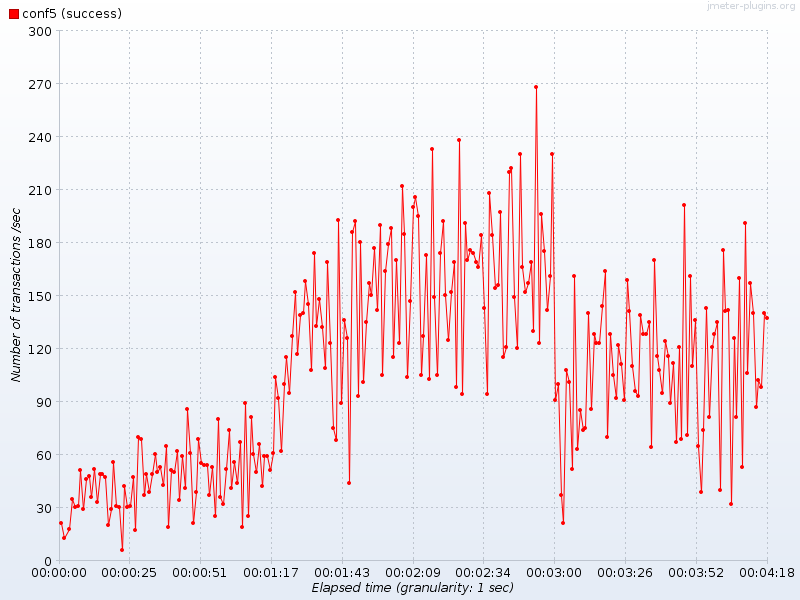 jmeter-plugins.org
conf5 (success)
300
270
240
210
180
150
120
90
60
30
0
Number of transactions /sec
00:00:00 00:00:25 00:00:51 00:01:17 00:01:43 00:02:09 00:02:34 00:03:00 00:03:26 00:03:52 00:04:18
Elapsed time (granularity: 1 sec)